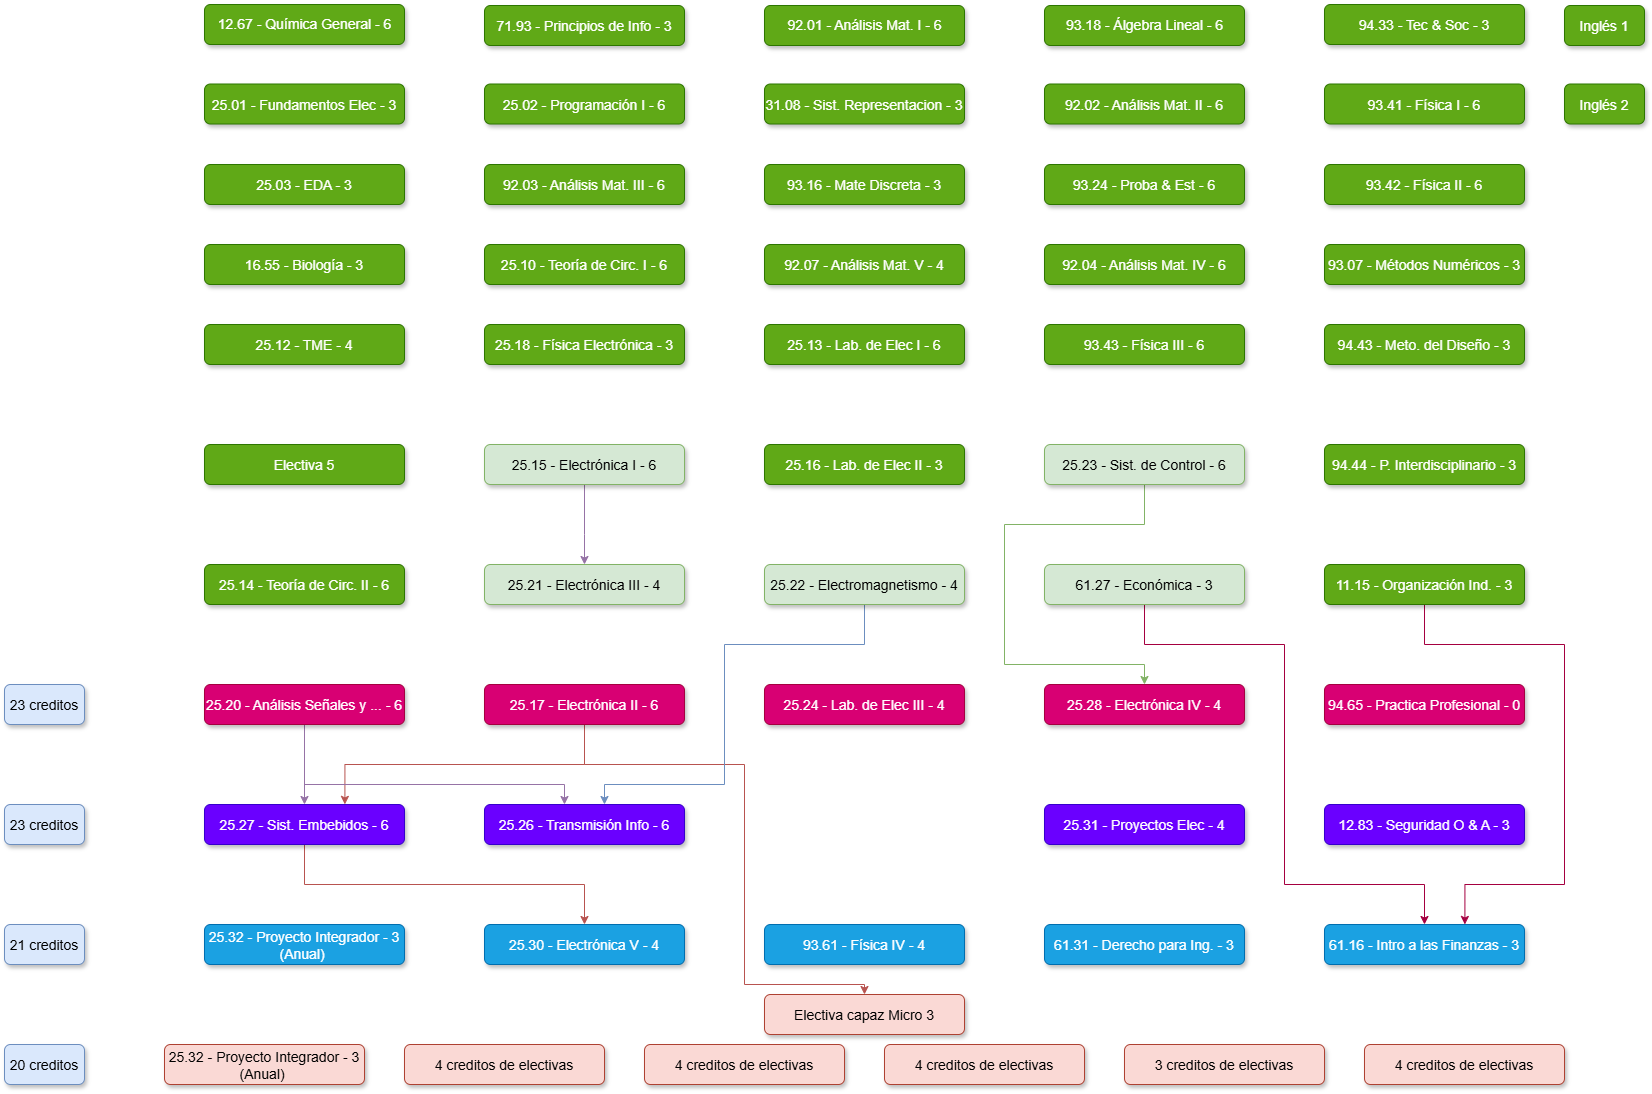 12.67 - Química General - 6
71.93 - Principios de Info - 3
92.01 - Análisis Mat. I - 6
93.18 - Álgebra Lineal - 6
94.33 - Tec & Soc - 3
Inglés 1
25.01 - Fundamentos Elec - 3
25.02 - Programación I - 6
31.08 - Sist. Representacion - 3
92.02 - Análisis Mat. II - 6
93.41 - Física I - 6
Inglés 2
25.03 - EDA - 3
92.03 - Análisis Mat. III - 6
93.16 - Mate Discreta - 3
93.24 - Proba & Est - 6
93.42 - Física II - 6
16.55 - Biología - 3
25.10 - Teoría de Circ. I - 6
92.07 - Análisis Mat. V - 4
92.04 - Análisis Mat. IV - 6
93.07 - Métodos Numéricos - 3
25.12 - TME - 4
25.18 - Física Electrónica - 3
25.13 - Lab. de Elec I - 6
93.43 - Física III - 6
94.43 - Meto. del Diseño - 3
Electiva 5
25.15 - Electrónica I - 6
25.16 - Lab. de Elec II - 3
25.23 - Sist. de Control - 6
94.44 - P. Interdisciplinario - 3
25.14 - Teoría de Circ. II - 6
25.21 - Electrónica III - 4
25.22 - Electromagnetismo - 4
61.27 - Económica - 3
11.15 - Organización Ind. - 3
23 creditos
25.20 - Análisis Señales y ... - 6
25.17 - Electrónica II - 6
25.24 - Lab. de Elec III - 4
25.28 - Electrónica IV - 4
94.65 - Practica Profesional - 0
23 creditos
25.27 - Sist. Embebidos - 6
25.26 - Transmisión Info - 6
25.31 - Proyectos Elec - 4
12.83 - Seguridad O & A - 3
21 creditos
25.32 - Proyecto Integrador - 3
(Anual)
25.30 - Electrónica V - 4
93.61 - Física IV - 4
61.31 - Derecho para Ing. - 3
61.16 - Intro a las Finanzas - 3
Electiva capaz Micro 3
20 creditos
25.32 - Proyecto Integrador - 3
(Anual)
4 creditos de electivas
4 creditos de electivas
4 creditos de electivas
3 creditos de electivas
4 creditos de electivas